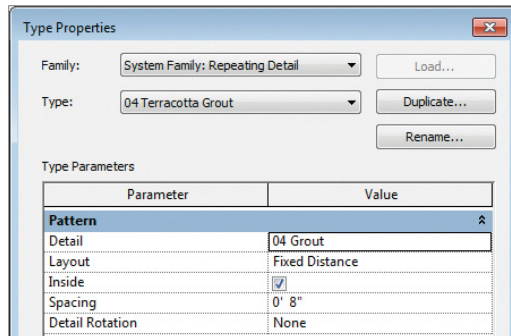 Type Properties
Family: System Family: Repeating Detail Load...
Type: 04 Terracotta Grout Duplicate...
Rename...
Type Parameters
Parameter Value
Pattern
Detail 04 Grout
Layout Fixed Distance
Inside
Spacing 0' 8"
Detail Rotation None